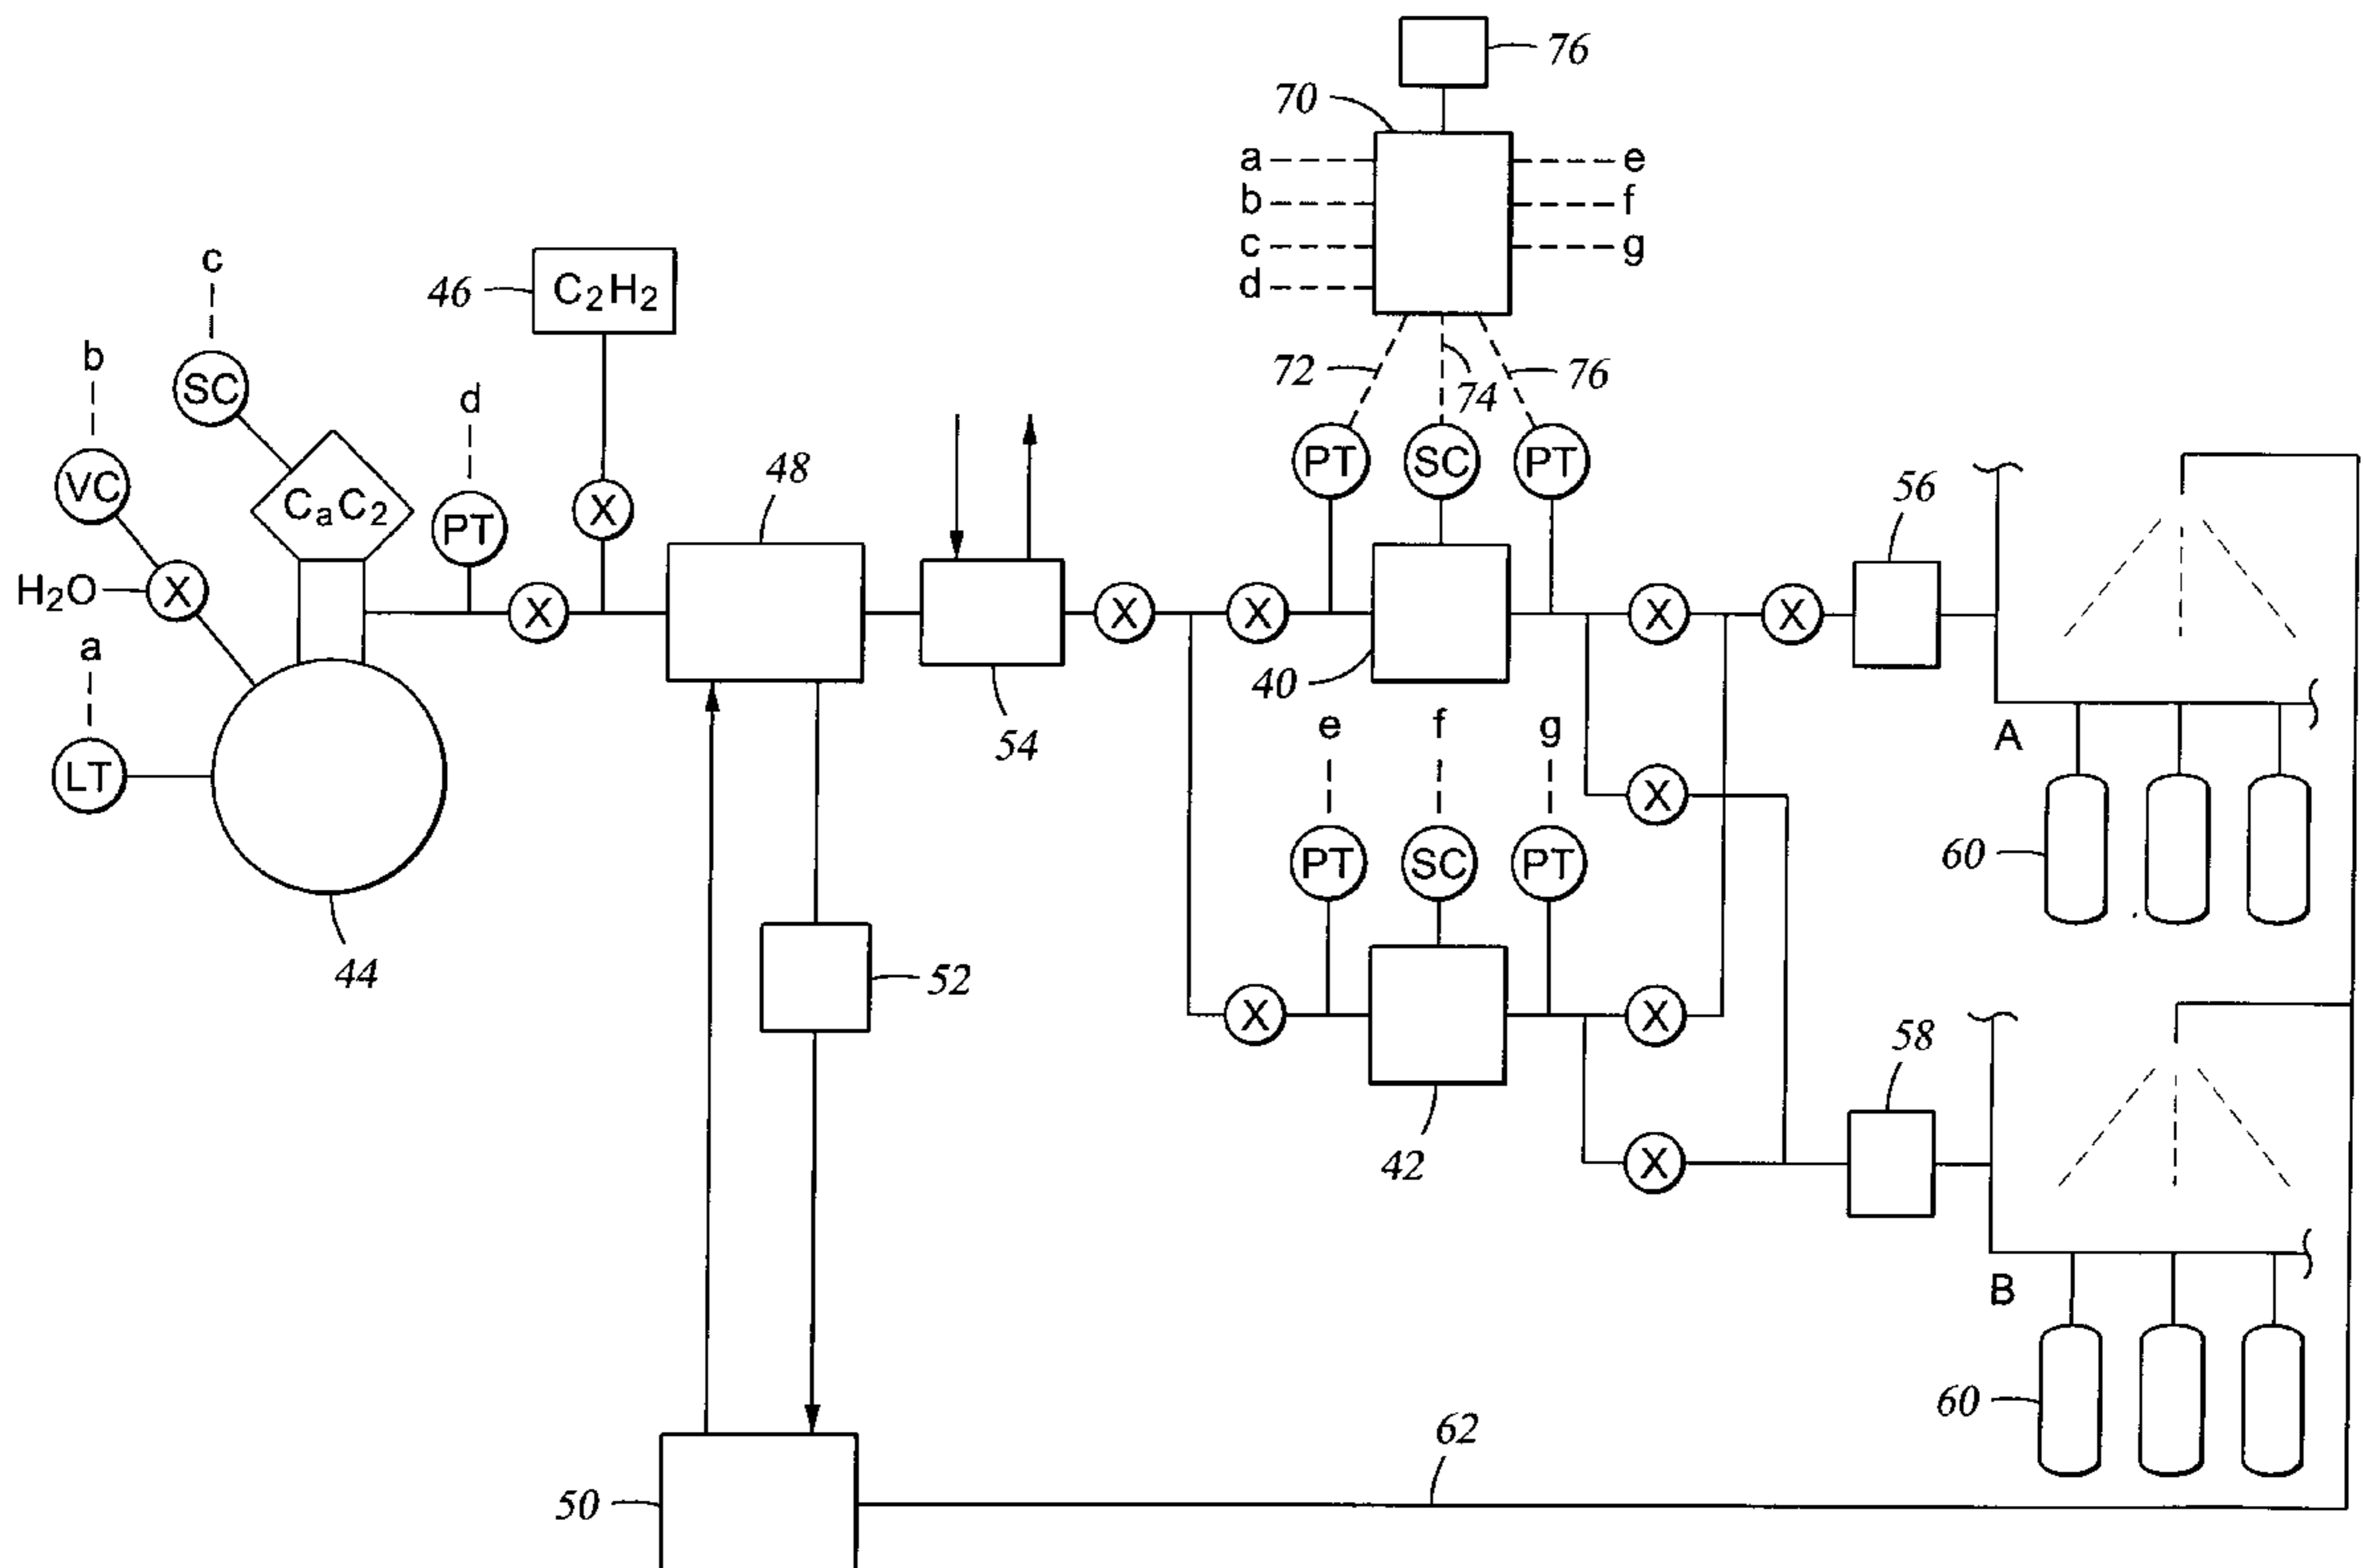 76
70
a
e
b
f
c
g
d
c
46
C₂H₂
b
SC
72
74
76
d
VC
CₐC₂
PT
X
48
PT
SC
PT
56
H₂O
X
X
X
X
X
X
40
54
a
LT
e
f
g
A
X
60
44
PT
SC
PT
52
X
X
58
42
X
B
60
62
50